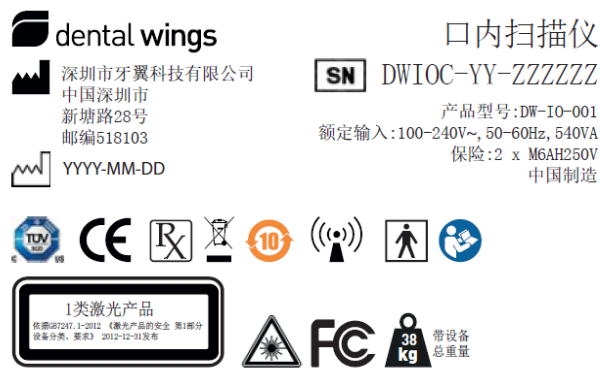 dental wings
口内扫描仪
深圳市牙翼科技有限公司
中国深圳市
新塘路28号
邮编518103
SN DWIOC-YY-ZZZZZZ
产品型号:DW-IO-001
额定输入:100-240V~,50-60Hz,540VA
保险:2 x M6AH250V
中国制造
YYYY-MM-DD
TÜV
SÜD
C US
CE
Rx
10
1类激光产品
依据GB7247.1-2012 《激光产品的安全 第1部分
设备分类、要求》 2012-12-31发布
FC
38
kg
带设备
总重量